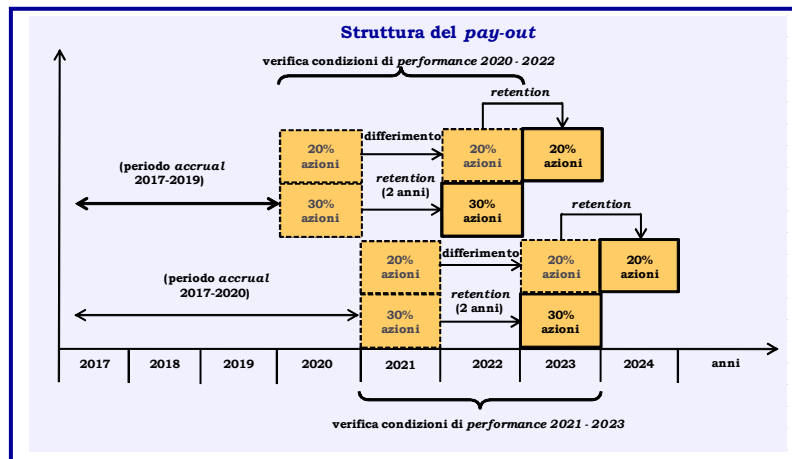 Struttura del pay-out
verifica condizioni di performance 2020 - 2022
retention
differimento
20%
azioni
20%
azioni
20%
azioni
(periodo accrual
2017-2019)
retention
(2 anni)
30%
azioni
30%
azioni
retention
differimento
20%
azioni
20%
azioni
20%
azioni
(periodo accrual
2017-2020)
retention
(2 anni)
30%
azioni
30%
azioni
2017 2018 2019 2020 2021 2022 2023 2024 anni
verifica condizioni di performance 2021 - 2023